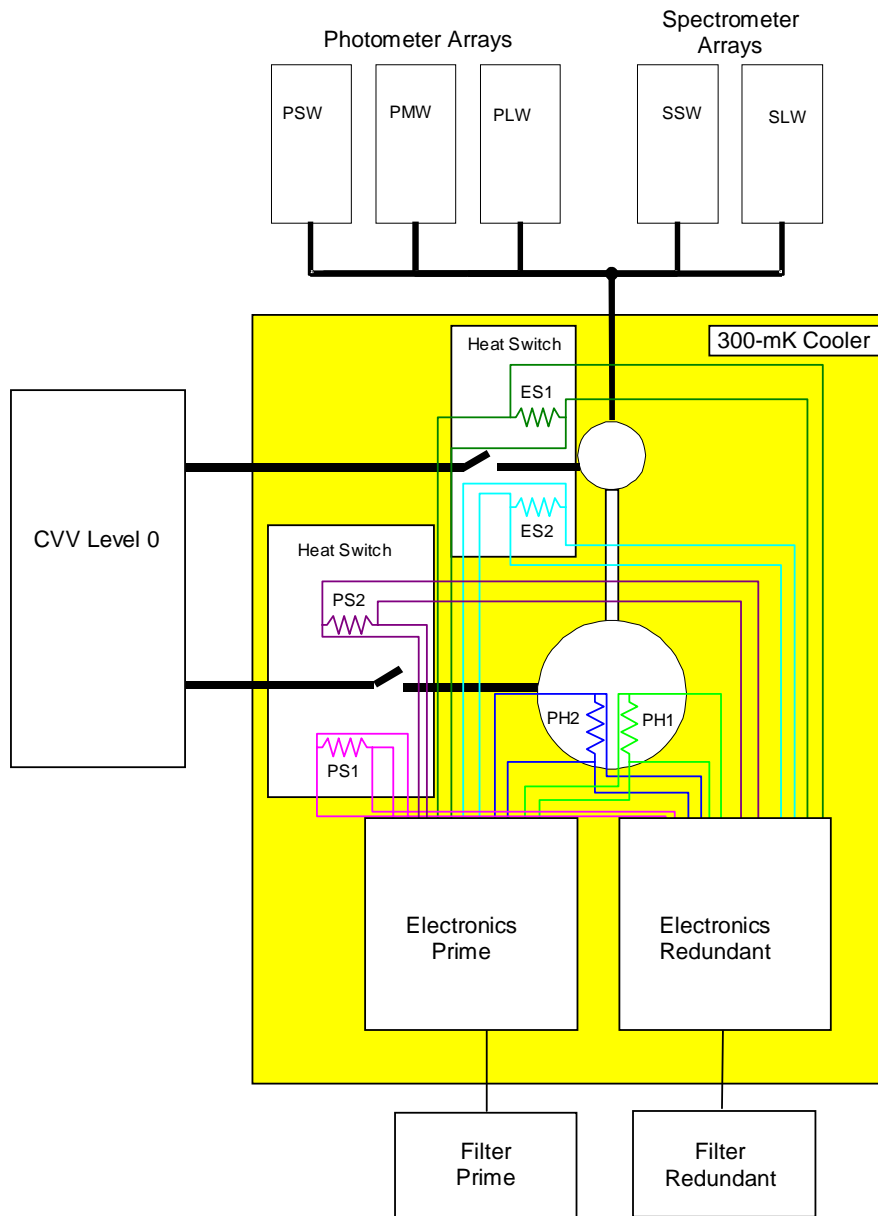 Photometer Arrays
Spectrometer
Arrays
PSW
PMW
PLW
SSW
SLW
300-mK Cooler
Heat Switch
ES1
ES2
CVV Level 0
Heat Switch
PS2
PH2
PH1
PS1
Electronics
Prime
Electronics
Redundant
Filter
Prime
Filter
Redundant